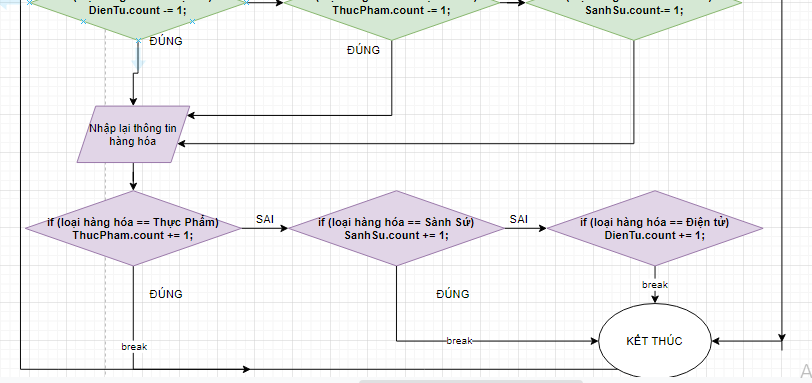 DienTu.count -= 1;
ThucPham.count -= 1;
SanhSu.count-= 1;
ĐÚNG
ĐÚNG
Nhập lại thông tin
hàng hóa
if (loại hàng hóa == Thực Phẩm)
ThucPham.count += 1;
SAI
if (loại hàng hóa == Sành Sứ)
SanhSu.count += 1;
SAI
if (loại hàng hóa == Điện tử)
DienTu.count += 1;
ĐÚNG
ĐÚNG
break
break
break
KẾT THÚC